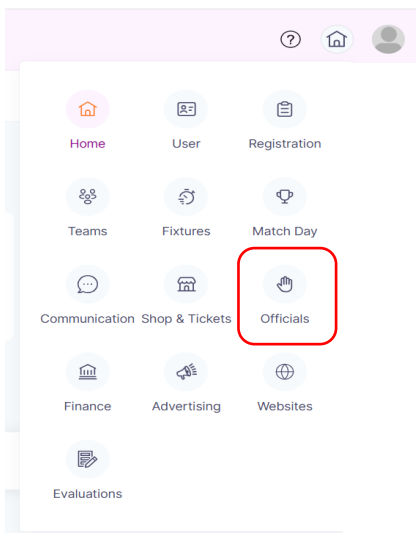 ?
Home User Registration
Teams Fixtures Match Day
Communication Shop & Tickets Officials
Finance Advertising Websites
Evaluations